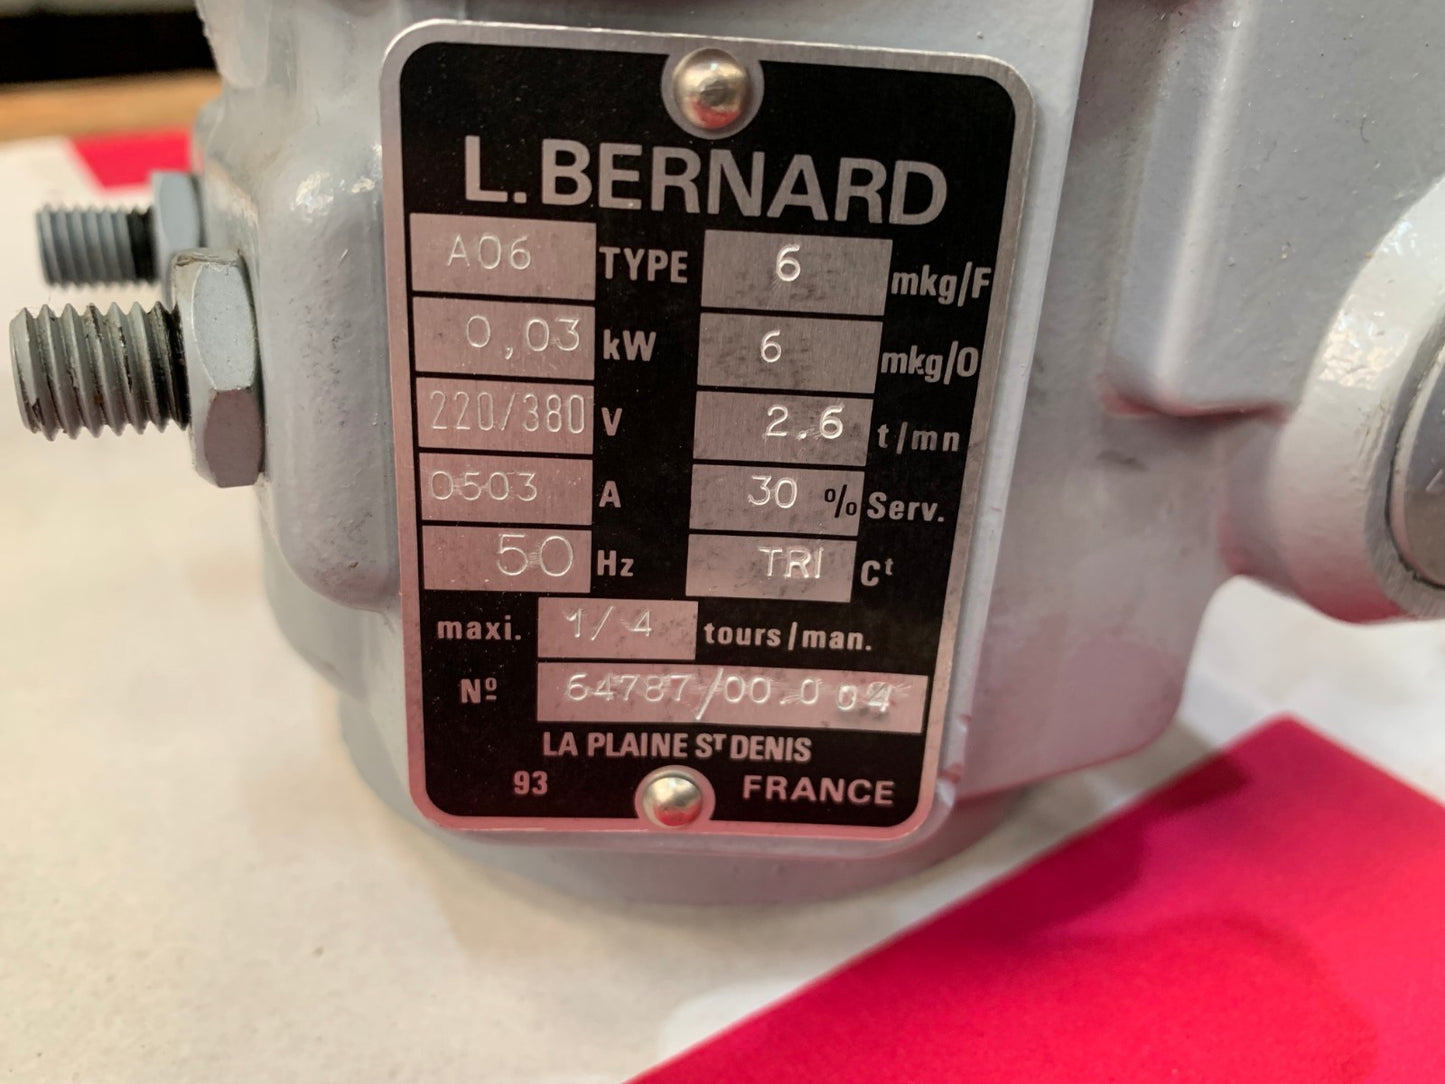 L. BERNARD
A06 TYPE 6 mkg/F
0,03 kW 6 mkg/O
220/380 V 2.6 t/mn
0503 A 30 % Serv.
50 Hz TRI Ct
maxi. 1/4 tours/man.
Nº 64787/00.004
LA PLAINE ST DENIS
93 FRANCE